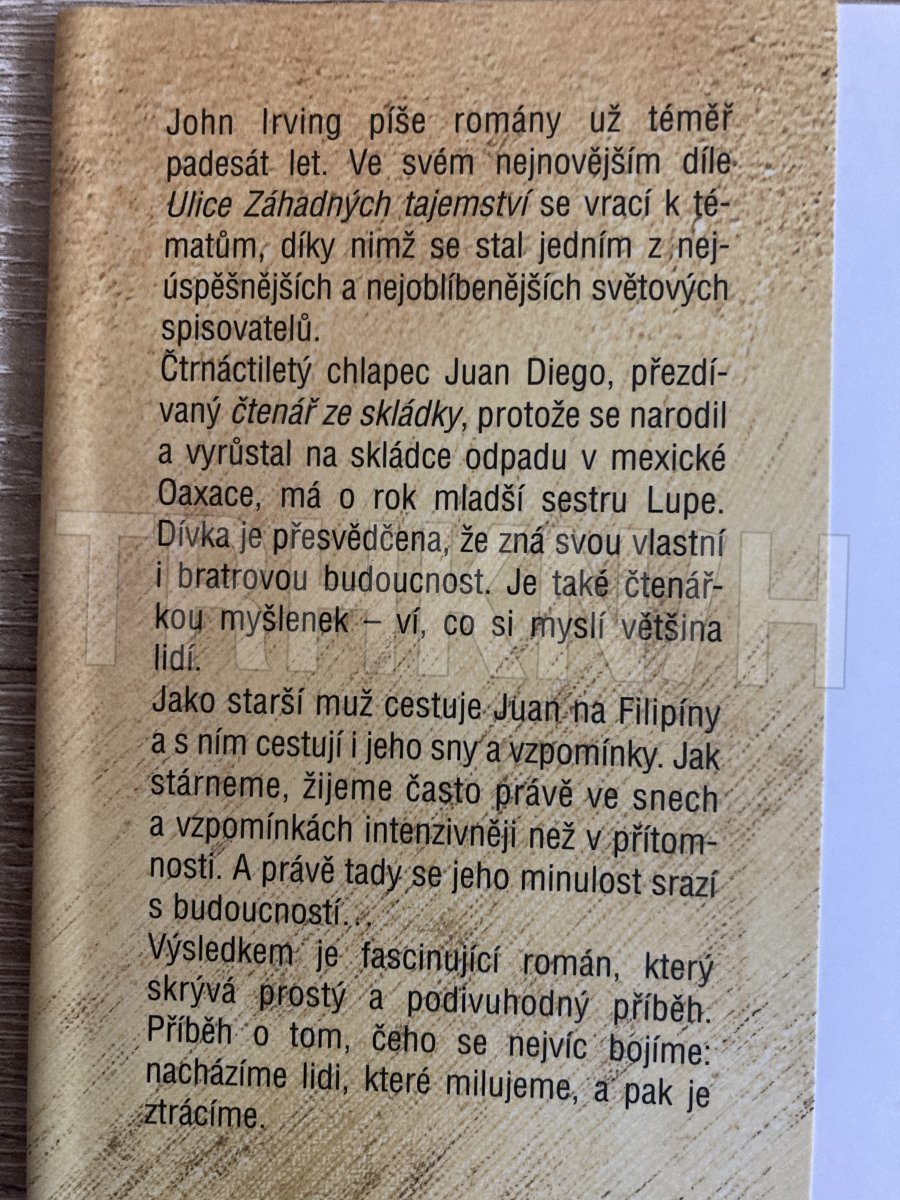 John Irving píše romány už téměř
padesát let. Ve svém nejnovějším díle
Ulice Záhadných tajemství se vrací k té-
matům, díky nimž se stal jedním z nej-
úspěšnějších a nejoblíbenějších světových
spisovatelů.
Čtrnáctiletý chlapec Juan Diego, přezdí-
vaný čtenář ze skládky, protože se narodil
a vyrůstal na skládce odpadu v mexické
Oaxace, má o rok mladší sestru Lupe.
Dívka je přesvědčena, že zná svou vlastní
i bratrovou budoucnost. Je také čtenář-
kou myšlenek – ví, co si myslí většina
lidí.
Jako starší muž cestuje Juan na Filipíny
a s ním cestují i jeho sny a vzpomínky. Jak
stárneme, žijeme často právě ve snech
a vzpomínkách intenzivněji než v přítom-
nosti. A právě tady se jeho minulost srazí
s budoucností…
Výsledkem je fascinující román, který
skrývá prostý a podivuhodný příběh.
Příběh o tom, čeho se nejvíc bojíme:
nacházíme lidi, které milujeme, a pak je
ztrácíme.